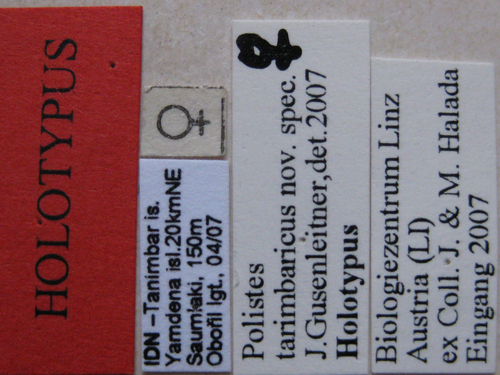 HOLOTYPUS
♀
IDN-Tanimbar is.
Yamdena isl.20kmNE
Saumlaki, 150m
Obořil lgt., 04/07
♀
Polistes
tarimbaricus nov. spec.
J.Gusenleitner,det.2007
Holotypus
Biologiezentrum Linz
Austria (LI)
ex Coll. J. & M. Halada
Eingang 2007